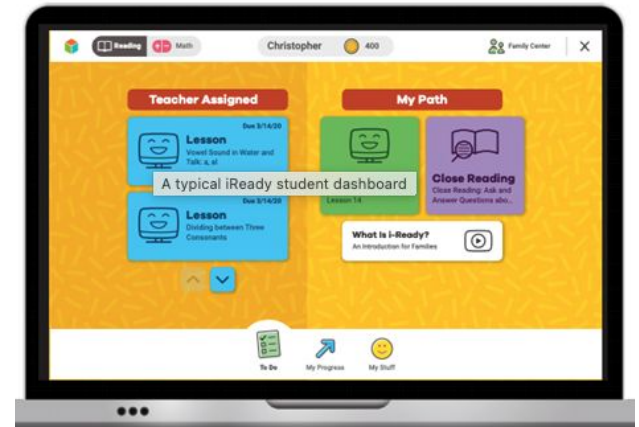 Reading
Math
Christopher
400
Family Center
X
Teacher Assigned
My Path
Due 5/14/20
Lesson
Vowel Sound in Water and
Talk: a, al
Due 5/14/20
Lesson
Dividing between Three
Consonants
A typical iReady student dashboard
Lesson 14
Close Reading
Close Reading: Ask and
Answer Questions abo...
What Is i-Ready?
An Introduction for Families
To Do
My Progress
My Stuff